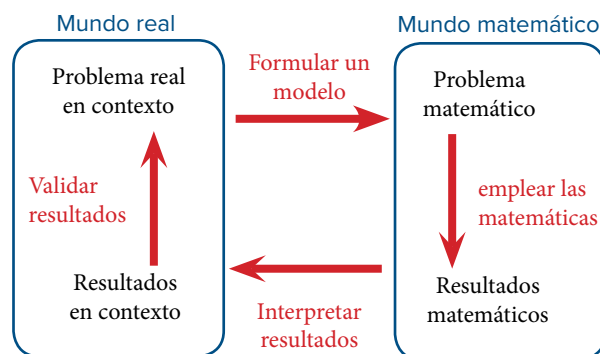 Mundo real
Mundo matemático
Problema real
en contexto
Formular un
modelo
Problema
matemático
Validar
resultados
emplear las
matemáticas
Resultados
en contexto
Interpretar
resultados
Resultados
matemáticos